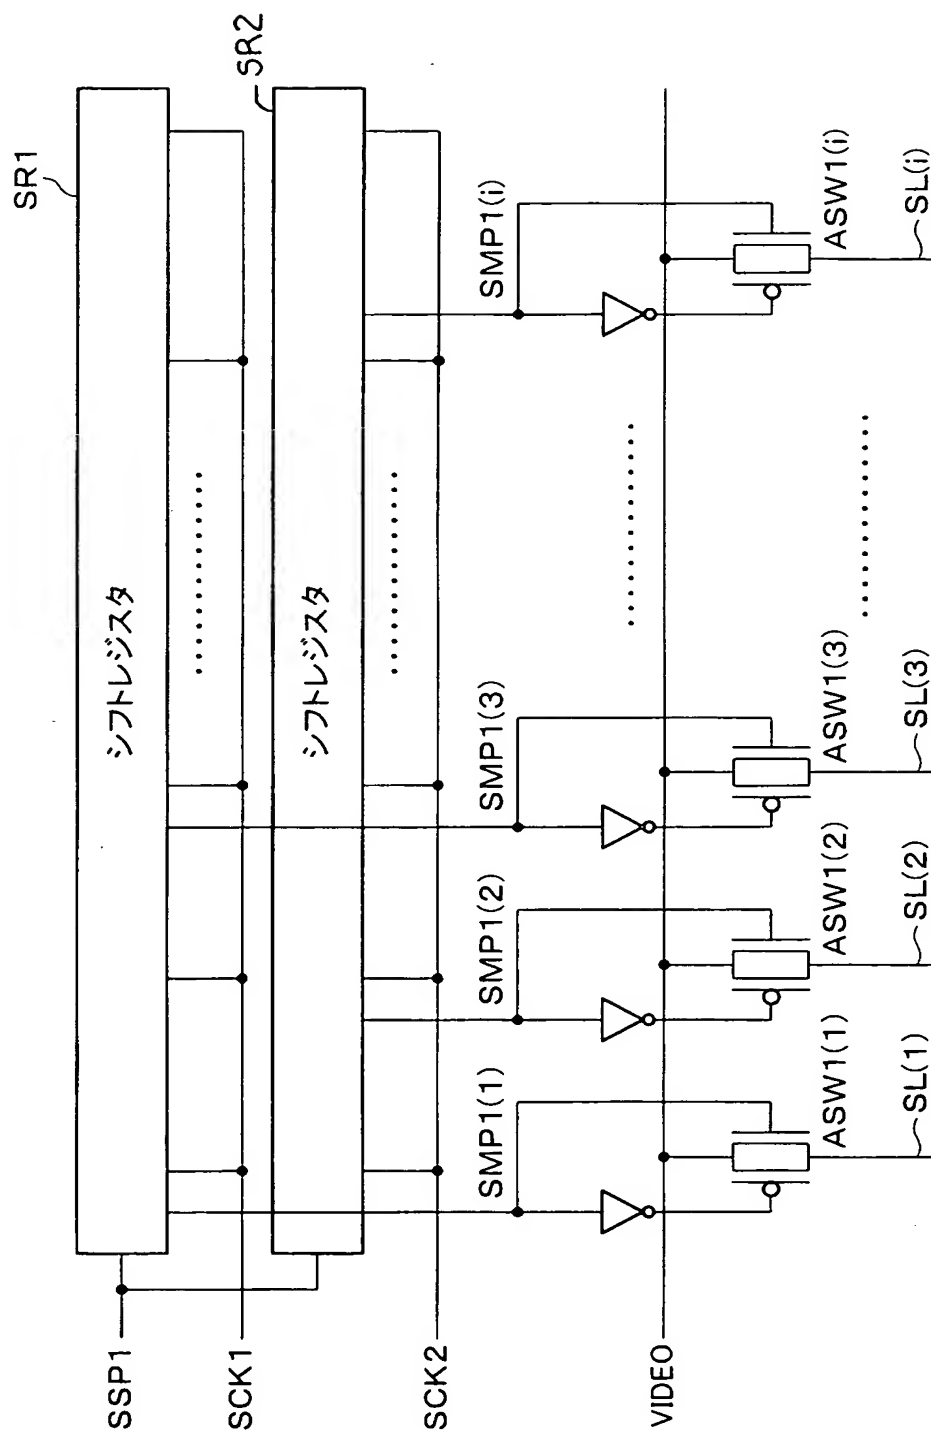 SR1
シフトレジスタ
SSP1
SCK1
SR2
シフトレジスタ
SCK2
SMP1(1)
SMP1(2)
SMP1(3)
SMP1(i)
VIDEO
ASW1(1)
ASW1(2)
ASW1(3)
ASW1(i)
SL(1)
SL(2)
SL(3)
SL(i)